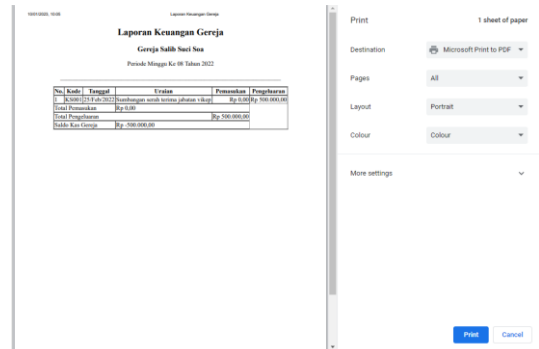 Laporan Keuangan Gereja
Laporan Keuangan Gereja
Gereja Salib Suci Soa
Periode Minggu Ke 08 Tahun 2022
No. Kode Tanggal Uraian Pemasukan Pengeluaran
1 KS001 25/Feb/2022 Sumbangan serah terima jabatan vikep Rp 0,00 Rp 500.000,00
Total Pemasukan Rp 0,00
Total Pengeluaran Rp 500.000,00
Saldo Kas Gereja Rp -500.000,00
Print 1 sheet of paper
Destination Microsoft Print to PDF
Pages All
Layout Portrait
Colour Colour
More settings
Print Cancel